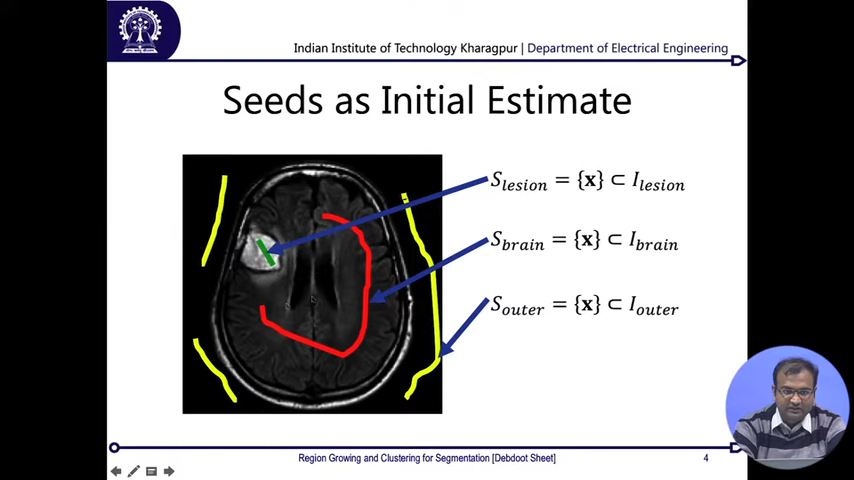 Indian Institute of Technology Kharagpur | Department of Electrical Engineering
Seeds as Initial Estimate
S_lesion = {x} ⊂ I_lesion
S_brain = {x} ⊂ I_brain
S_outer = {x} ⊂ I_outer
Region Growing and Clustering for Segmentation [Debdoot Sheet]
4